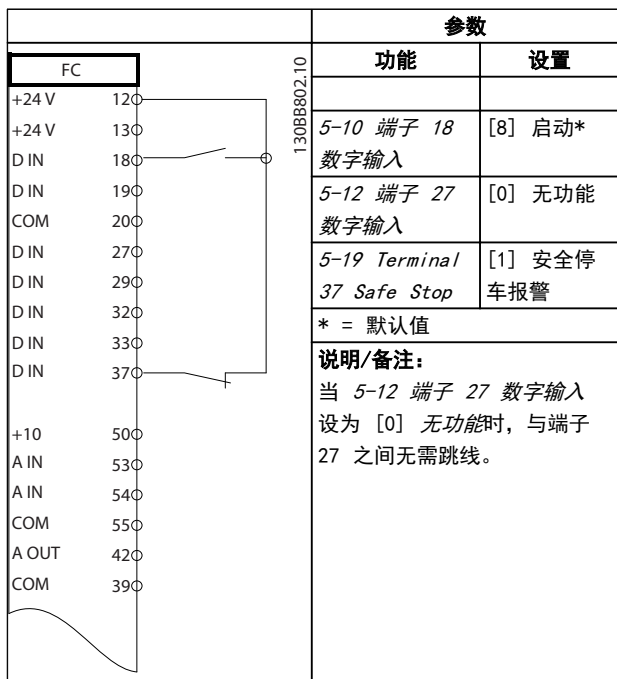 FC
+24 V 12
+24 V 13
D IN 18
D IN 19
COM 20
D IN 27
D IN 29
D IN 32
D IN 33
D IN 37
+10 50
A IN 53
A IN 54
COM 55
A OUT 42
COM 39
130BB802.10
参数
功能 设置
5-10 端子 18 [8] 启动*
数字输入
5-12 端子 27 [0] 无功能
数字输入
5-19 Terminal [1] 安全停
37 Safe Stop 车报警
* = 默认值
说明/备注:
当 5-12 端子 27 数字输入
设为 [0] 无功能时, 与端子
27 之间无需跳线。